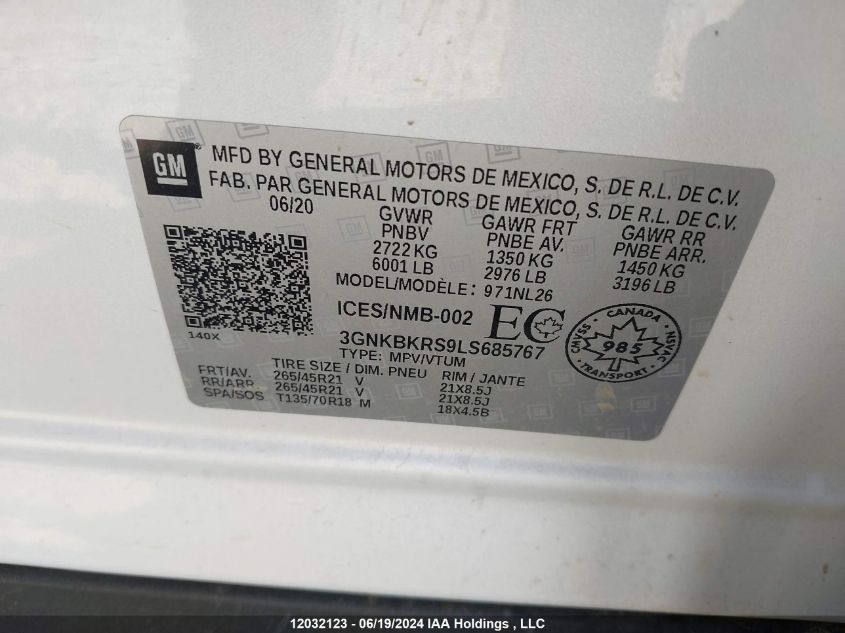 GM
MFD BY GENERAL MOTORS DE MEXICO, S. DE R.L. DE C.V.
FAB. PAR GENERAL MOTORS DE MEXICO, S. DE R.L. DE C.V.
06/20 GVWR GAWR FRT GAWR RR
PNBV PNBE AV. PNBE ARR.
2722 KG 1350 KG 1450 KG
6001 LB 2976 LB 3196 LB
MODEL/MODÈLE: 971NL26
140X ICES/NMB-002 EC
3GNKBKRS9LS685767
TYPE: MPV/VTUM
CANADA
CMVSS 985 NSVAC
TRANSPORT
TIRE SIZE / DIM. PNEU RIM / JANTE
FRT/AV. 265/45R21 V 21X8.5J
RR/ARR 265/45R21 V 21X8.5J
SPA/SOS T135/70R18 M 18X4.5B
12032123 - 06/19/2024 IAA Holdings , LLC